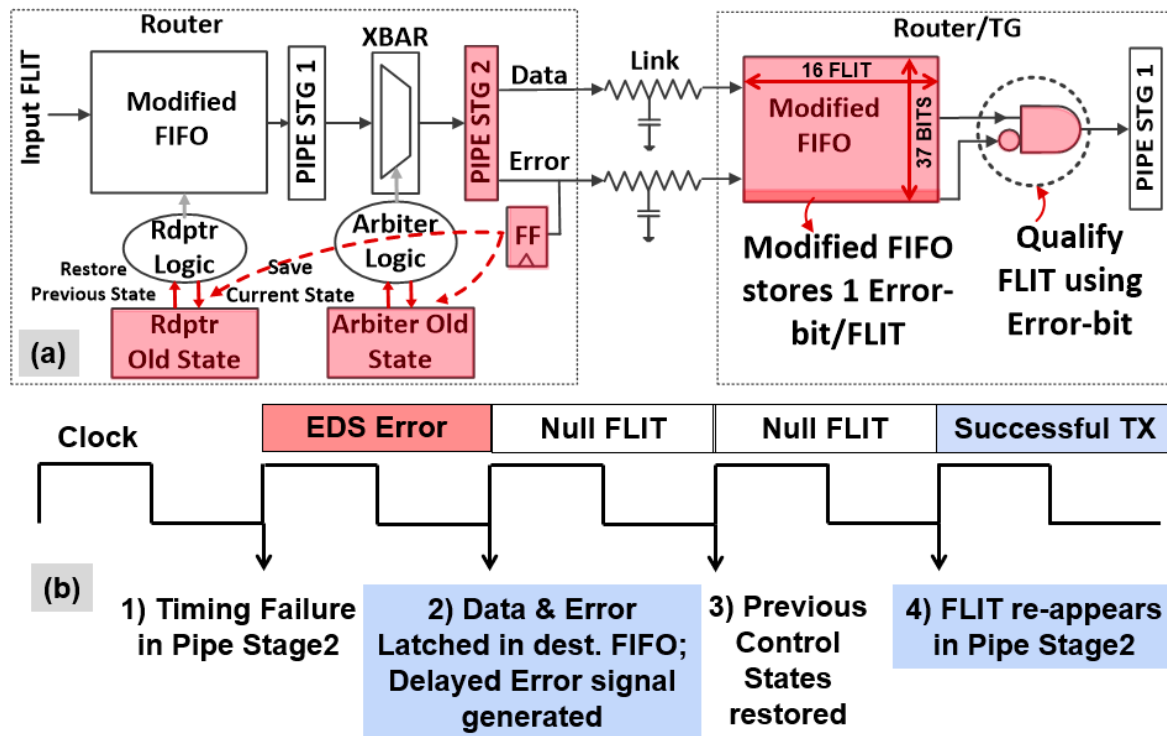 Router
Input FLIT
Modified
FIFO
PIPE STG 1
XBAR
PIPE STG 2
Data
Error
Link
FF
Rdptr
Logic
Arbiter
Logic
Restore
Previous State
Save
Current State
Rdptr
Old State
Arbiter Old
State
(a)
Router/TG
16 FLIT
Modified
FIFO
37 BITS
PIPE STG 1
Modified FIFO
stores 1 Error-
bit/FLIT
Qualify
FLIT using
Error-bit
Clock
EDS Error
Null FLIT
Null FLIT
Successful TX
(b)
1) Timing Failure
in Pipe Stage2
2) Data & Error
Latched in dest. FIFO;
Delayed Error signal
generated
3) Previous
Control
States
restored
4) FLIT re-appears
in Pipe Stage2